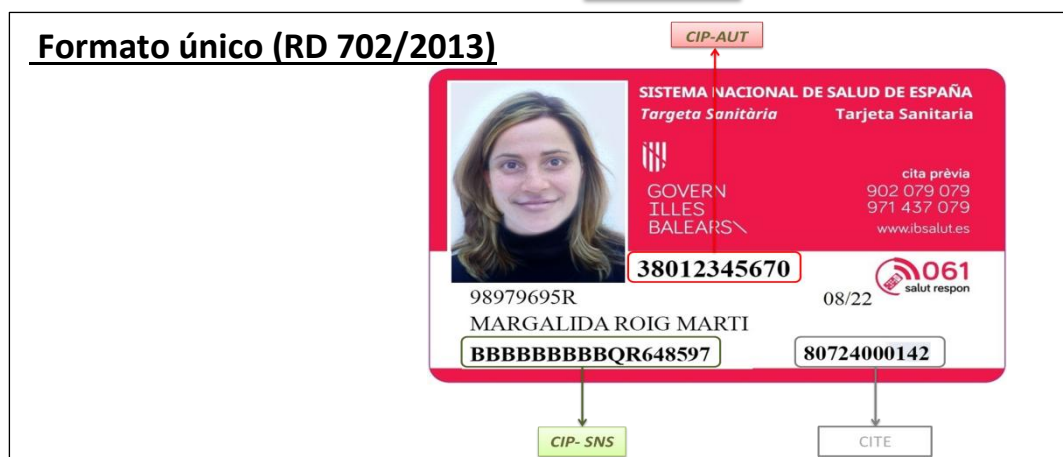 Formato único (RD 702/2013)
CIP-AUT
SISTEMA NACIONAL DE SALUD DE ESPAÑA
Targeta Sanitària Tarjeta Sanitaria
cita prèvia
GOVERN 902 079 079
ILLES 971 437 079
BALEARS www.ibsalut.es
38012345670
061
salut respon
98979695R 08/22
MARGALIDA ROIG MARTI
BBBBBBBBBQR648597 80724000142
CIP- SNS CITE